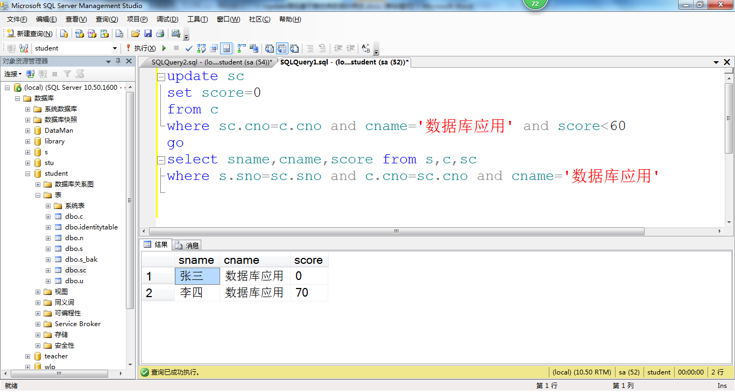 Microsoft SQL Server Management Studio
72
文件(F) 编辑(E) 查看(V) 查询(Q) 项目(P) 调试(D) 工具(T) 窗口(W) 社区(C) 帮助(H)
新建查询(N)
student
执行(X)
对象资源管理器
SQLQuery2.sql - (lo....student (sa (54))*
SQLQuery1.sql - (lo....student (sa (52))*
连接
(local) (SQL Server 10.50.1600 -
数据库
系统数据库
数据库快照
DataMan
library
s
stu
student
数据库关系图
表
系统表
dbo.c
dbo.identitytable
dbo.n
dbo.s
dbo.s_bak
dbo.sc
dbo.u
视图
同义词
可编程性
Service Broker
存储
安全性
teacher
wlp
update sc
set score=0
from c
where sc.cno=c.cno and cname='数据库应用' and score<60
go
select sname,cname,score from s,c,sc
where s.sno=sc.sno and c.cno=sc.cno and cname='数据库应用'
结果 消息
sname cname score
1 张三 数据库应用 0
2 李四 数据库应用 70
查询已成功执行。
(local) (10.50 RTM) sa (52) student 00:00:00 2 行
就绪
第 1 行 第 1 列 Ins